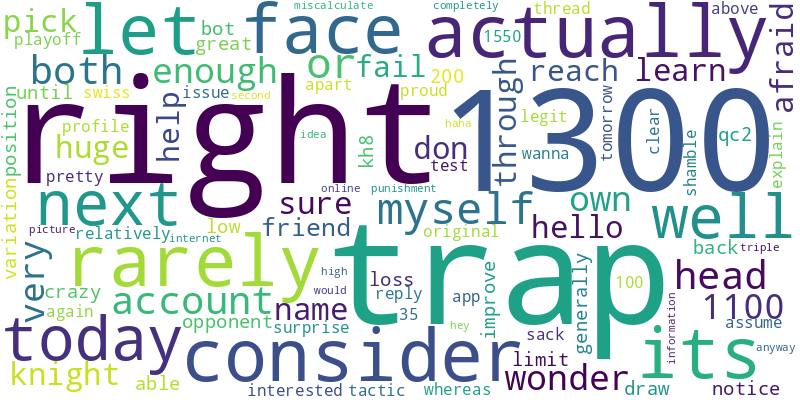 miscalculate completely
pick let face actually thread above afraid
playoff bot great 1550
both enough or fail 200 reach learn
until swiss issue second apart proud legit tomorrow clear
right 1300
position profile help kh8 don test through wanna qc2 explain
huge idea haha shamble
pretty online punishment
variation next sure myself own well
picture relatively internet low friend original hello back triple
rarely trap
very high loss head
crazy account would reply app improve 100
again opponent name 35 generally information 1100
today surprise hey sack assume
consider its
knight able interested tactic whereas limit wonder draw notice
anyway